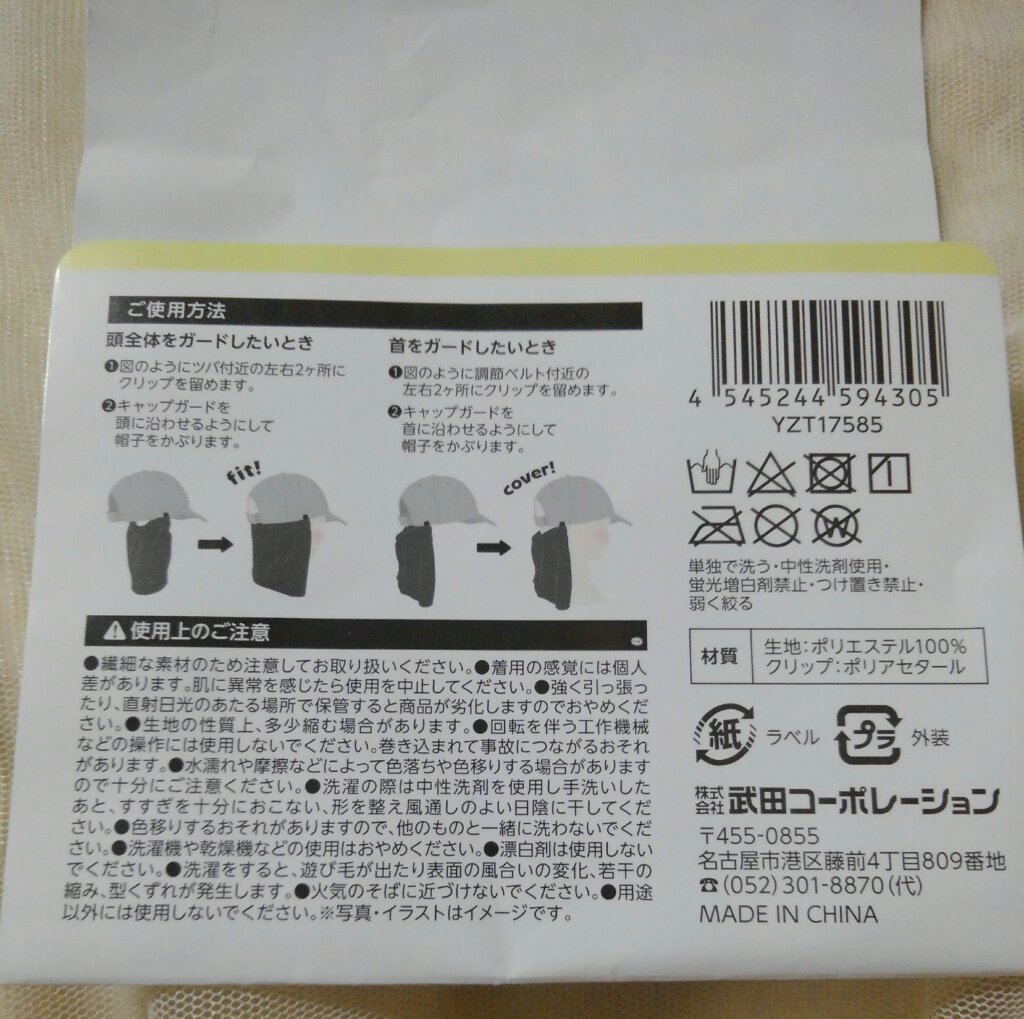 ご使用方法
頭全体をガードしたいとき
❶図のようにツバ付近の左右2ヶ所に
クリップを留めます。
❷キャップガードを
頭に沿わせるようにして
帽子をかぶります。
fit!
首をガードしたいとき
❶図のように調節ベルト付近の
左右2ヶ所にクリップを留めます。
❷キャップガードを
首に沿わせるようにして
帽子をかぶります。
cover!
使用上のご注意
●繊細な素材のため注意してお取り扱いください。●着用の感覚には個人
差があります。肌に異常を感じたら使用を中止してください。●強く引っ張っ
たり、直射日光のあたる場所で保管すると商品が劣化しますのでおやめくだ
さい。●生地の性質上、多少縮む場合があります。●回転を伴う工作機械
などの操作には使用しないでください。巻き込まれて事故につながるおそれ
があります。●水濡れや摩擦などによって色落ちや色移りする場合があります
ので十分にご注意ください。●洗濯の際は中性洗剤を使用し手洗いした
あと、すすぎを十分におこない、形を整え風通しのよい日陰に干してくだ
さい。●色移りするおそれがありますので、他のものと一緒に洗わないでくだ
さい。●洗濯機や乾燥機などの使用はおやめください。●漂白剤は使用しない
でください。●洗濯をすると、遊び毛が出たり表面の風合いの変化、若干の
縮み、型くずれが発生します。●火気のそばに近づけないでください。●用途
以外には使用しないでください。※写真・イラストはイメージです。
4 545244 594305
YZT17585
W
単独で洗う・中性洗剤使用・
蛍光増白剤禁止・つけ置き禁止・
弱く絞る
材質
生地:ポリエステル100%
クリップ:ポリアセタール
紙 ラベル プラ 外装
株式会社 武田コーポレーション
〒455-0855
名古屋市港区藤前4丁目809番地
☎(052)301-8870(代)
MADE IN CHINA